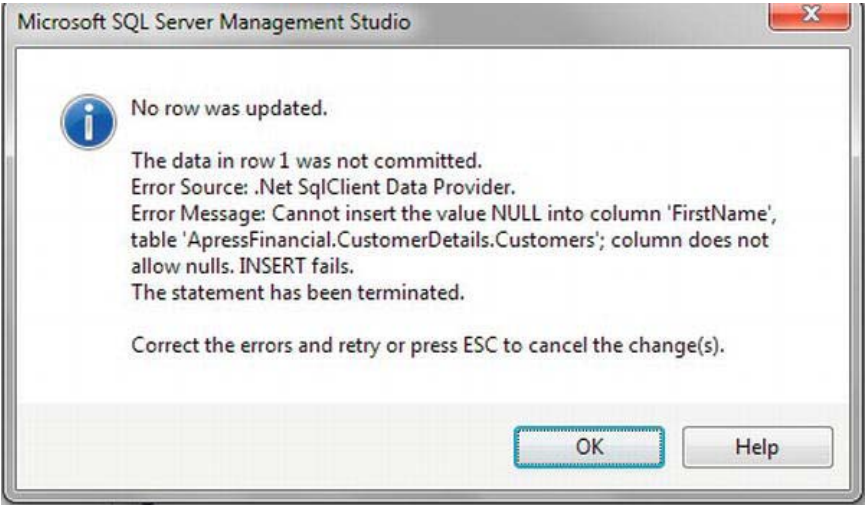 Microsoft SQL Server Management Studio
No row was updated.
The data in row 1 was not committed.
Error Source: .Net SqlClient Data Provider.
Error Message: Cannot insert the value NULL into column 'FirstName',
table 'ApressFinancial.CustomerDetails.Customers'; column does not
allow nulls. INSERT fails.
The statement has been terminated.
Correct the errors and retry or press ESC to cancel the change(s).
OK
Help